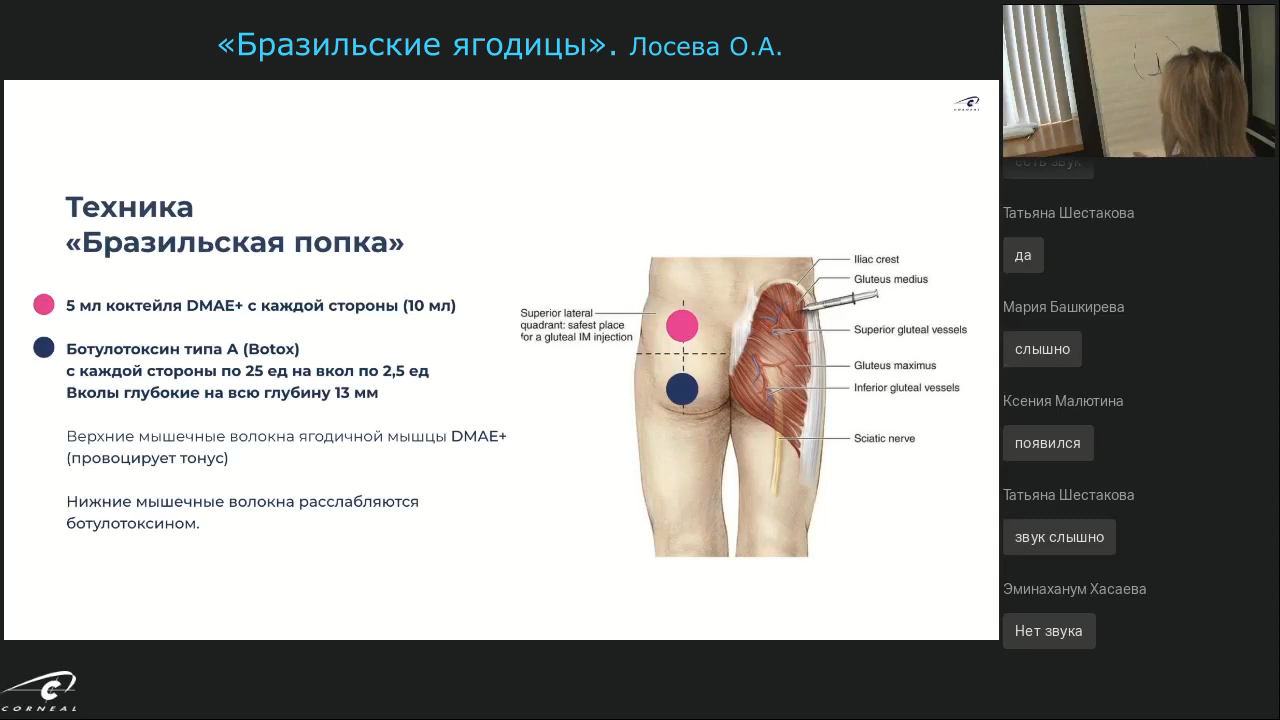 «Бразильские ягодицы». Лосева О.А.
CORNEAL
Техника
«Бразильская попка»
5 мл коктейля DMAE+ с каждой стороны (10 мл)
Ботулотоксин типа А (Botox)
с каждой стороны по 25 ед на вкол по 2,5 ед
Вколы глубокие на всю глубину 13 мм
Верхние мышечные волокна ягодичной мышцы DMAE+
(провоцирует тонус)
Нижние мышечные волокна расслабляются
ботулотоксином.
Superior lateral
quadrant: safest place
for a gluteal IM injection
Iliac crest
Gluteus medius
Superior gluteal vessels
Gluteus maximus
Inferior gluteal vessels
Sciatic nerve
есть звук
Татьяна Шестакова
да
Мария Башкирева
слышно
Ксения Малютина
появился
Татьяна Шестакова
звук слышно
Эминаханум Хасаева
Нет звука
CORNEAL